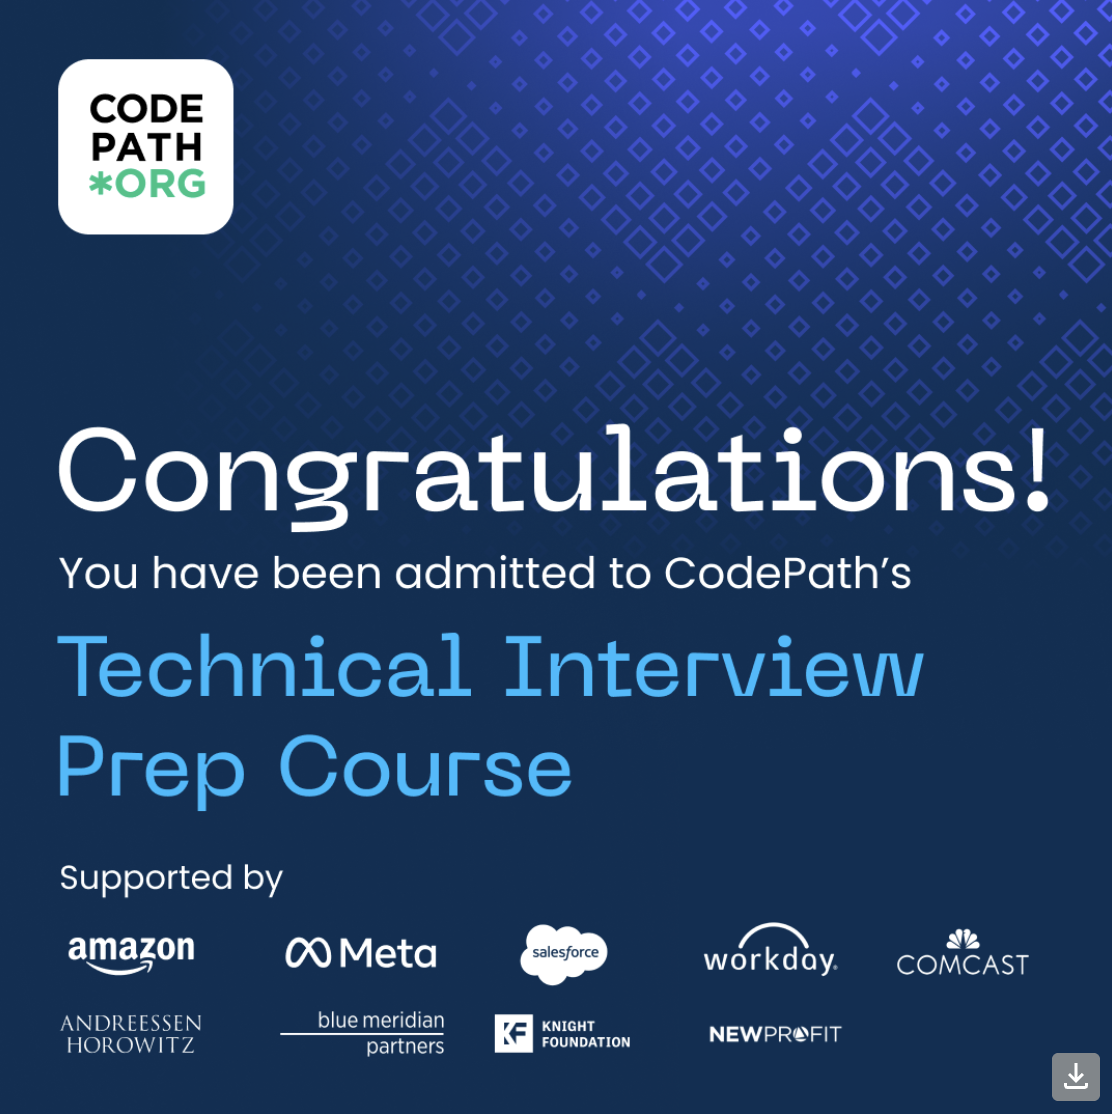 CODE
PATH
*ORG
Congratulations!
You have been admitted to CodePath’s
Technical Interview
Prep Course
Supported by
amazon
Meta
salesforce
workday.
COMCAST
ANDREESSEN
HOROWITZ
blue meridian
partners
KF
KNIGHT
FOUNDATION
NEWPROFIT